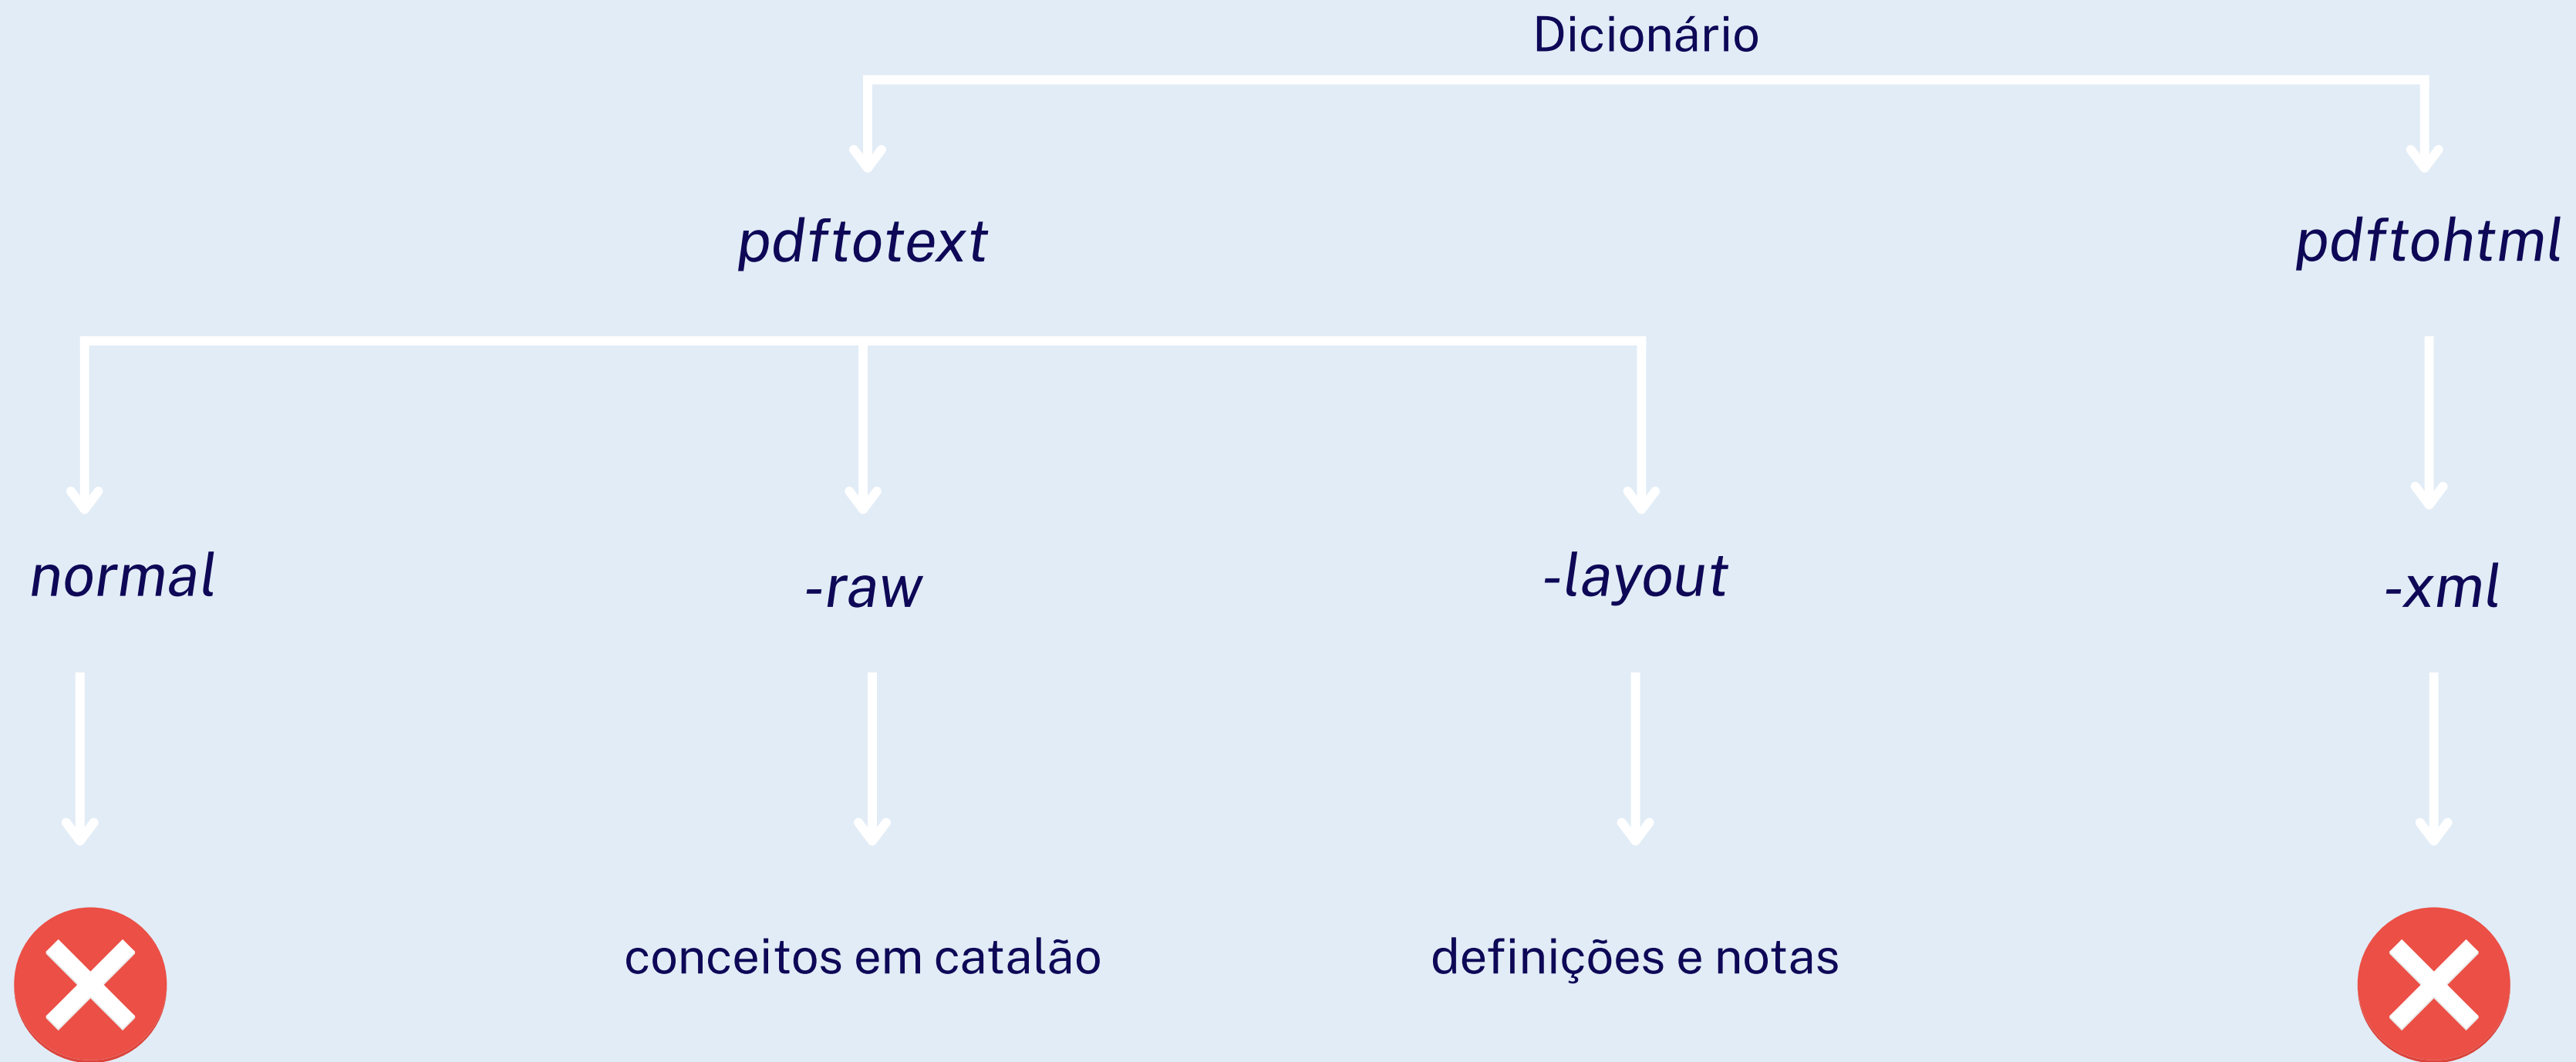 Dicionário
pdftotext
pdftohtml
normal
-raw
-layout
-xml
conceitos em catalão
definições e notas